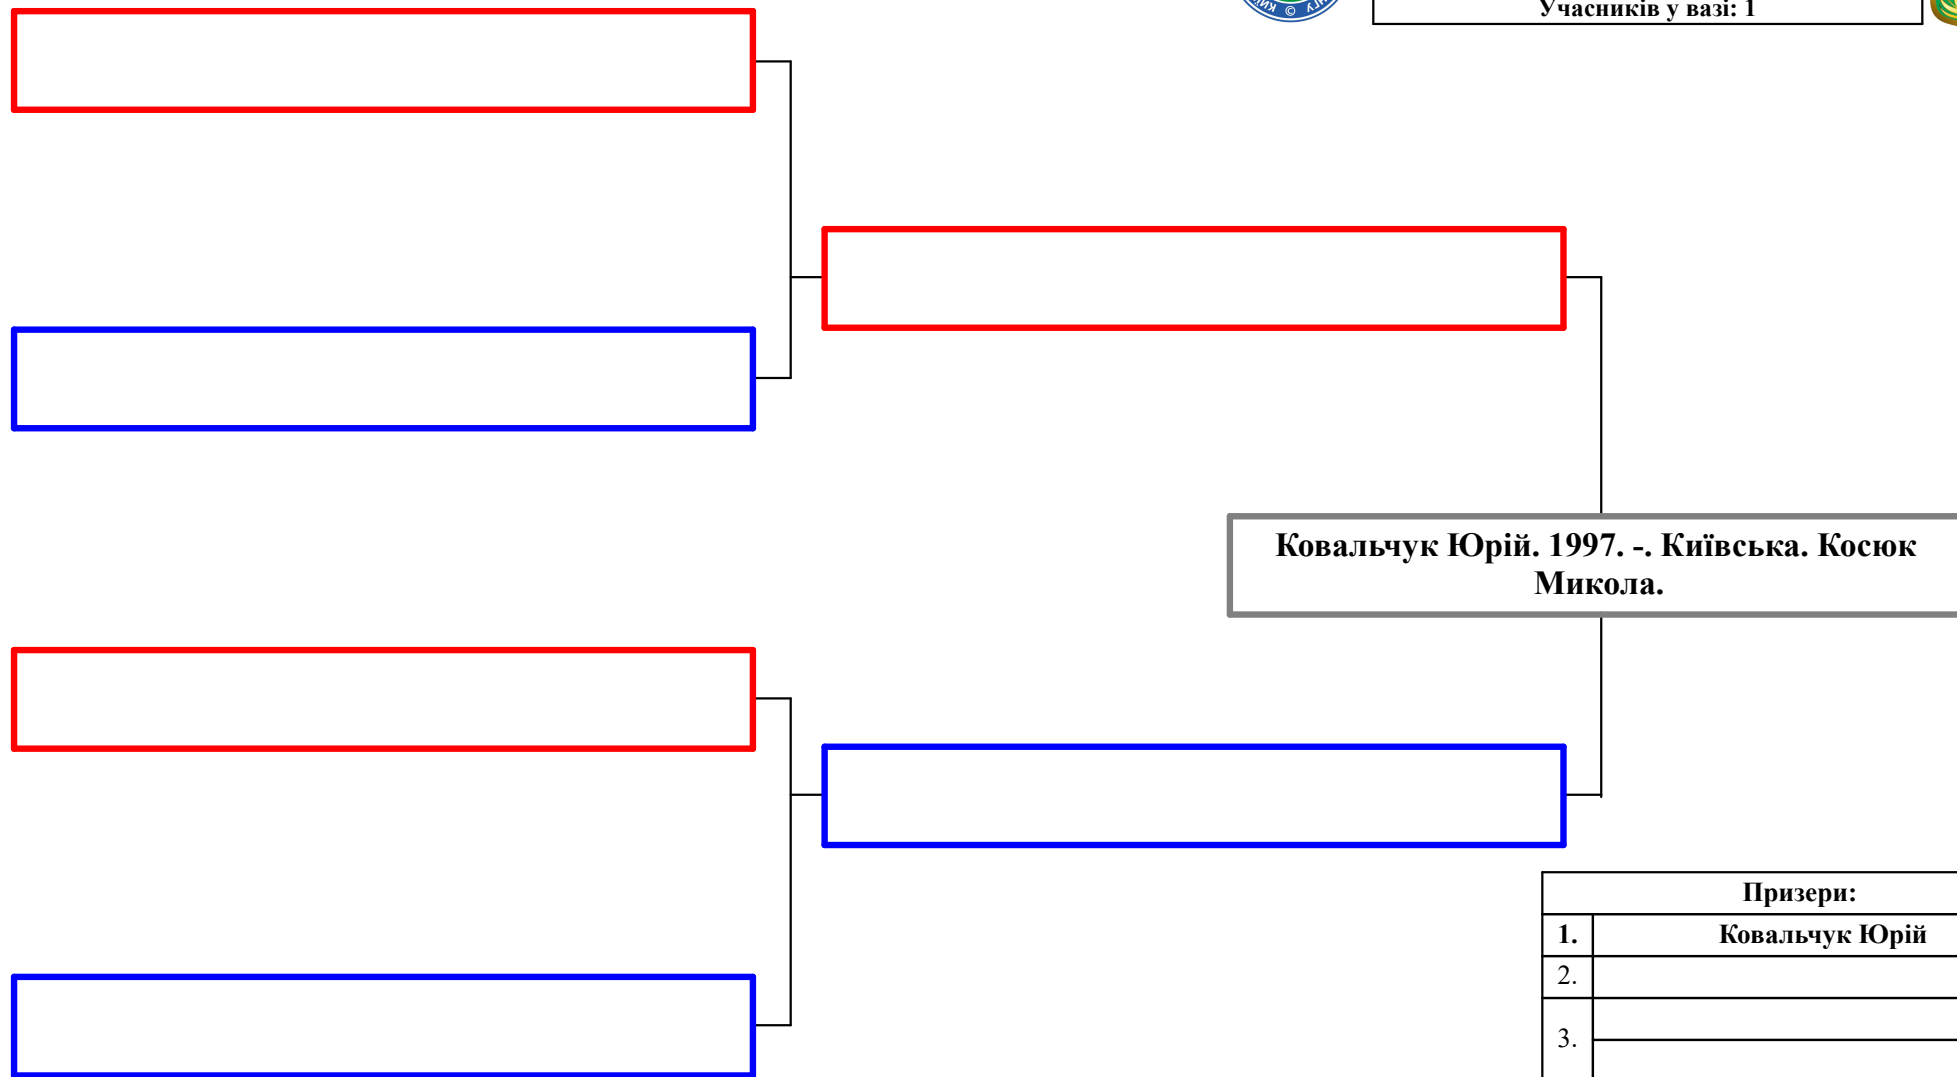 Учасників у вазі: 1
Ковальчук Юрій. 1997. -. Київська. Косюк
Микола.
Призери:
1. Ковальчук Юрій
2.
3.